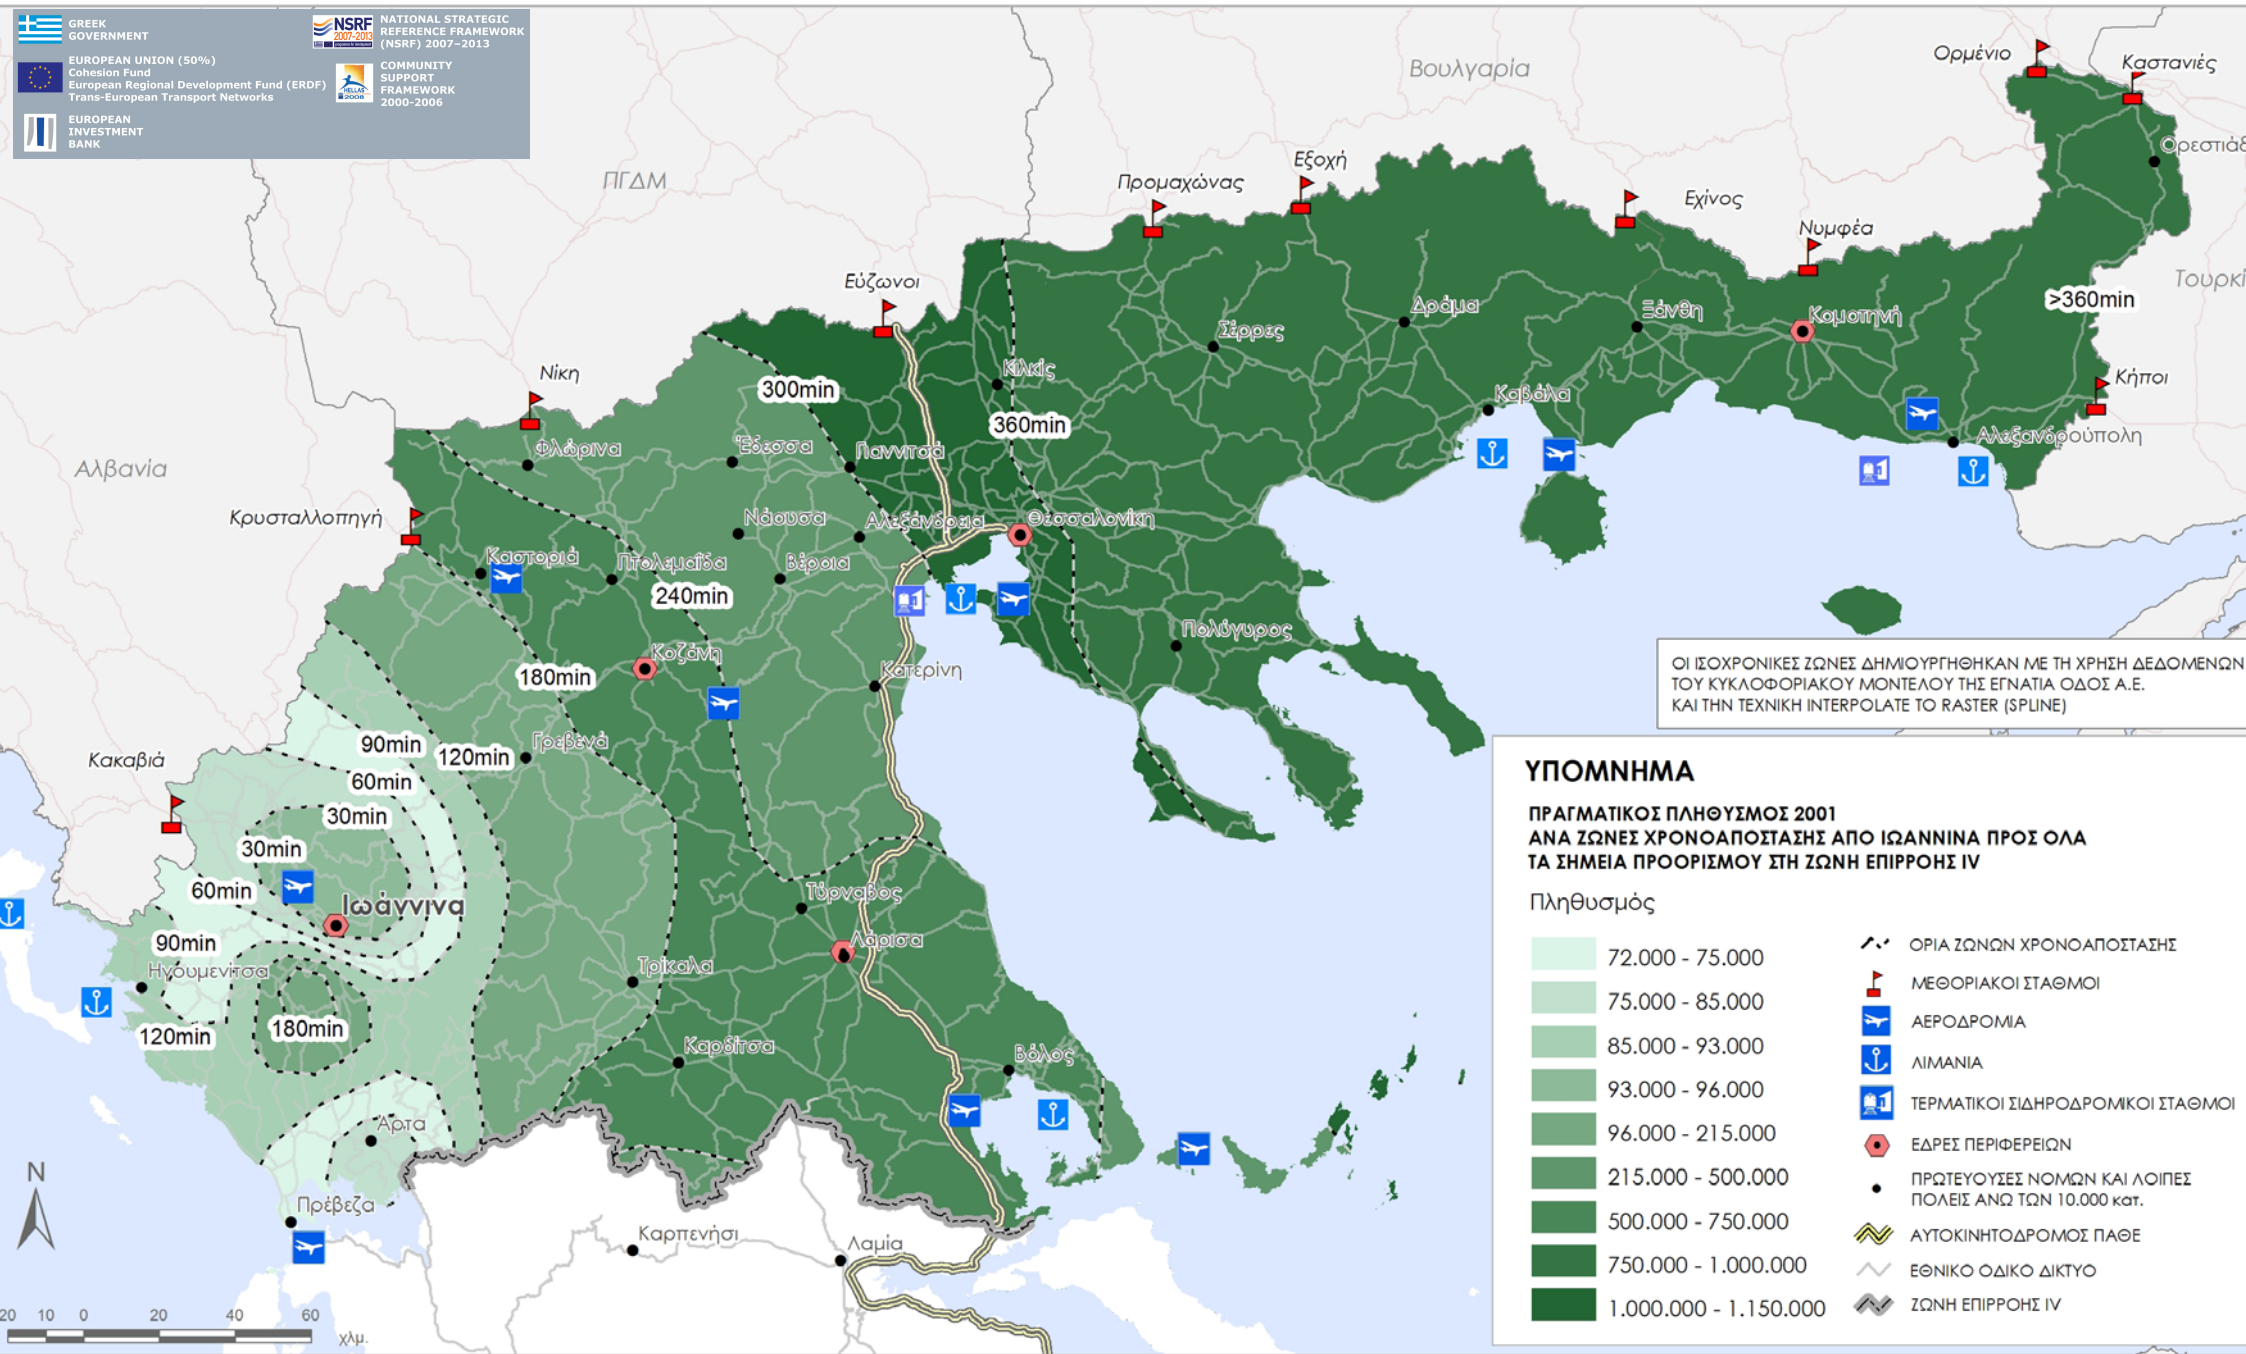 GREEK
GOVERNMENT
EUROPEAN UNION (50%)
Cohesion Fund
European Regional Development Fund (ERDF)
Trans-European Transport Networks
EUROPEAN
INVESTMENT
BANK
NSRF
2007-2013
NATIONAL STRATEGIC
REFERENCE FRAMEWORK
(NSRF) 2007–2013
HELLAS
2008
COMMUNITY
SUPPORT
FRAMEWORK
2000-2006
Βουλγαρία
Ορμένιο
Καστανιές
Ορεστιάδ
ΠΓΔΜ
Εξοχή
Προμαχώνας
Εχίνος
Νυμφέα
Τουρκί
>360min
Εύζωνοι
Δράμα
Ξάνθη
Κομοτηνή
Σέρρες
Κιλκίς
Νίκη
300min
Καβάλα
Κήποι
360min
Αλεξανδρούπολη
Φλώρινα
Έδεσσα
Γιαννιτσά
Αλβανία
Κρυσταλλοπηγή
Νάουσα
Αλεξάνδρεια
Θεσσαλονίκη
Καστοριά
Πτολεμαΐδα
Βέροια
240min
Πολύγυρος
Κοζάνη
Κατερίνη
180min
90min
120min
Γρεβενά
Κακαβιά
60min
30min
30min
60min
Ιωάννινα
Τύρναβος
90min
Λάρισα
Ηγουμενίτσα
Τρίκαλα
120min
180min
Καρδίτσα
Βόλος
Άρτα
Πρέβεζα
Καρπενήσι
Λαμία
N
20 10 0 20 40 60
χλμ.
ΟΙ ΙΣΟΧΡΟΝΙΚΕΣ ΖΩΝΕΣ ΔΗΜΙΟΥΡΓΗΘΗΚΑΝ ΜΕ ΤΗ ΧΡΗΣΗ ΔΕΔΟΜΕΝΩΝ
ΤΟΥ ΚΥΚΛΟΦΟΡΙΑΚΟΥ ΜΟΝΤΕΛΟΥ ΤΗΣ ΕΓΝΑΤΙΑ ΟΔΟΣ Α.Ε.
ΚΑΙ ΤΗΝ ΤΕΧΝΙΚΗ INTERPOLATE TO RASTER (SPLINE)
ΥΠΟΜΝΗΜΑ
ΠΡΑΓΜΑΤΙΚΟΣ ΠΛΗΘΥΣΜΟΣ 2001
ΑΝΑ ΖΩΝΕΣ ΧΡΟΝΟΑΠΟΣΤΑΣΗΣ ΑΠΟ ΙΩΑΝΝΙΝΑ ΠΡΟΣ ΟΛΑ
ΤΑ ΣΗΜΕΙΑ ΠΡΟΟΡΙΣΜΟΥ ΣΤΗ ΖΩΝΗ ΕΠΙΡΡΟΗΣ IV
Πληθυσμός
72.000 - 75.000
75.000 - 85.000
85.000 - 93.000
93.000 - 96.000
96.000 - 215.000
215.000 - 500.000
500.000 - 750.000
750.000 - 1.000.000
1.000.000 - 1.150.000
ΟΡΙΑ ΖΩΝΩΝ ΧΡΟΝΟΑΠΟΣΤΑΣΗΣ
ΜΕΘΟΡΙΑΚΟΙ ΣΤΑΘΜΟΙ
ΑΕΡΟΔΡΟΜΙΑ
ΛΙΜΑΝΙΑ
ΤΕΡΜΑΤΙΚΟΙ ΣΙΔΗΡΟΔΡΟΜΙΚΟΙ ΣΤΑΘΜΟΙ
ΕΔΡΕΣ ΠΕΡΙΦΕΡΕΙΩΝ
ΠΡΩΤΕΥΟΥΣΕΣ ΝΟΜΩΝ ΚΑΙ ΛΟΙΠΕΣ
ΠΟΛΕΙΣ ΑΝΩ ΤΩΝ 10.000 κατ.
ΑΥΤΟΚΙΝΗΤΟΔΡΟΜΟΣ ΠΑΘΕ
ΕΘΝΙΚΟ ΟΔΙΚΟ ΔΙΚΤΥΟ
ΖΩΝΗ ΕΠΙΡΡΟΗΣ IV